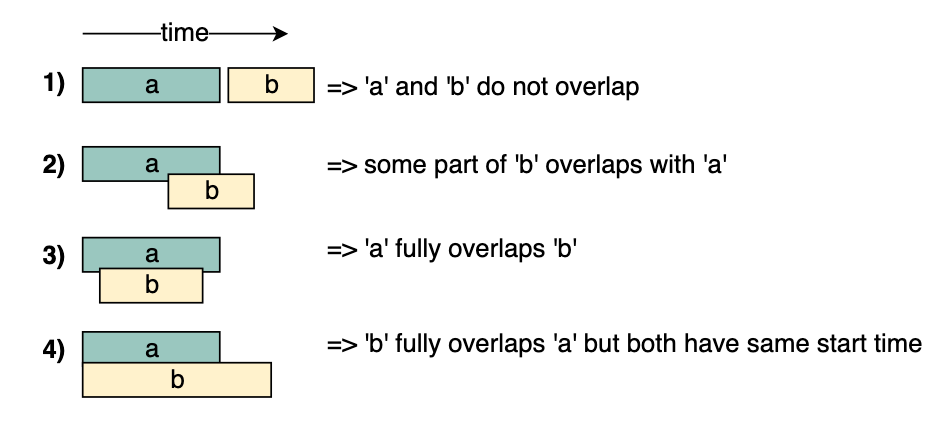 time
1) a b => 'a' and 'b' do not overlap
2) a => some part of 'b' overlaps with 'a'
b
3) a => 'a' fully overlaps 'b'
b
4) a => 'b' fully overlaps 'a' but both have same start time
b